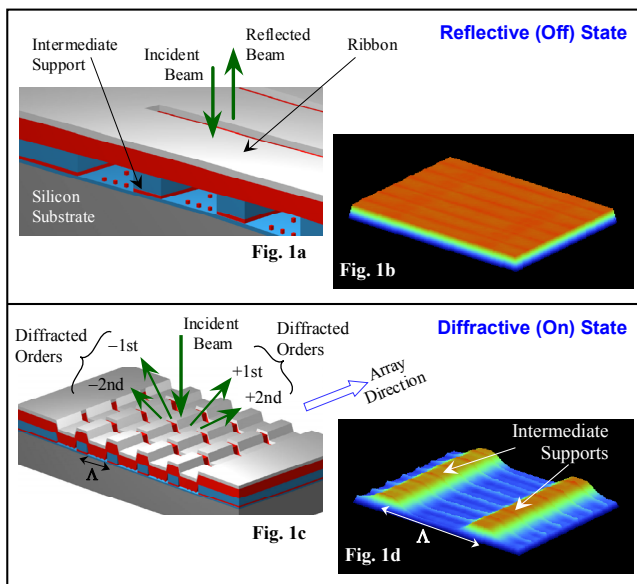 Reflective (Off) State
Intermediate
Support
Incident
Beam
Reflected
Beam
Ribbon
Silicon
Substrate
Fig. 1a
Fig. 1b
Diffractive (On) State
Diffracted
Orders
–1st
–2nd
Incident
Beam
Diffracted
Orders
+1st
+2nd
Array
Direction
Λ
Fig. 1c
Intermediate
Supports
Λ
Fig. 1d